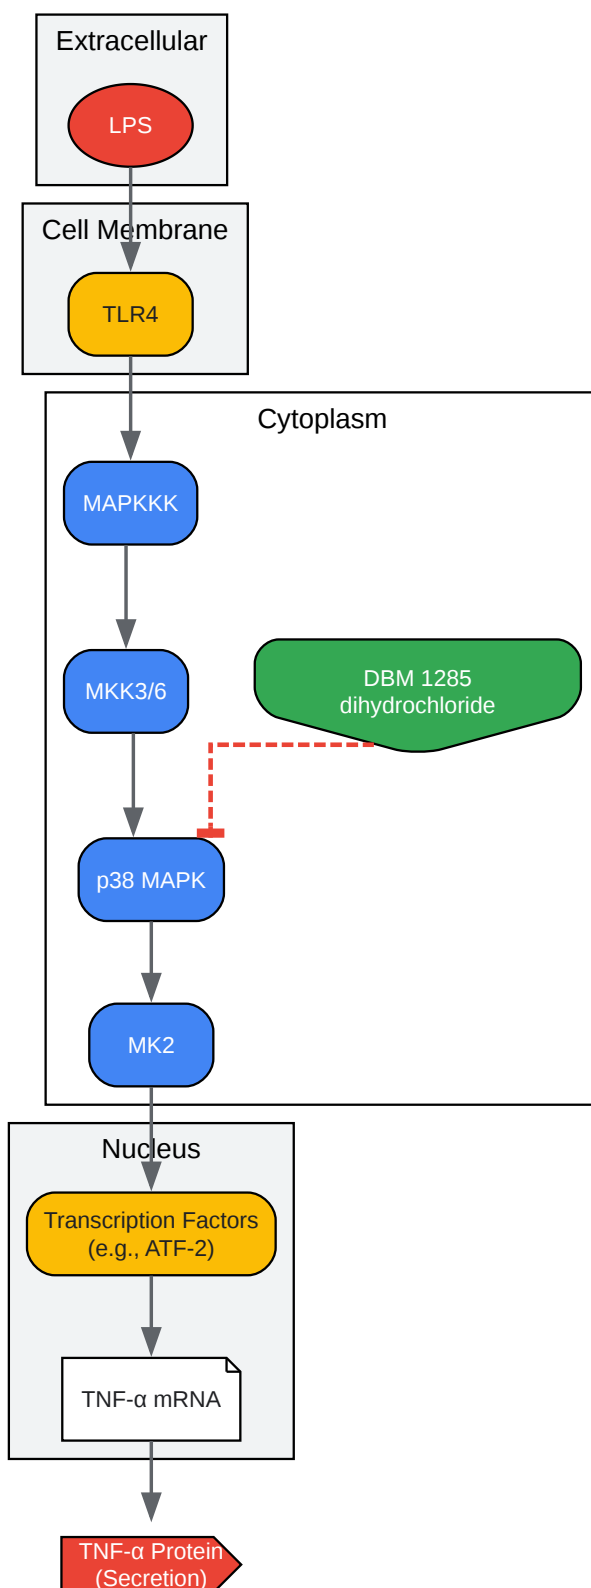 Extracellular
LPS
Cell Membrane
TLR4
Cytoplasm
MAPKKK
MKK3/6
DBM 1285
dihydrochloride
p38 MAPK
MK2
Nucleus
Transcription Factors
(e.g., ATF-2)
TNF-α mRNA
TNF-α Protein
(Secretion)